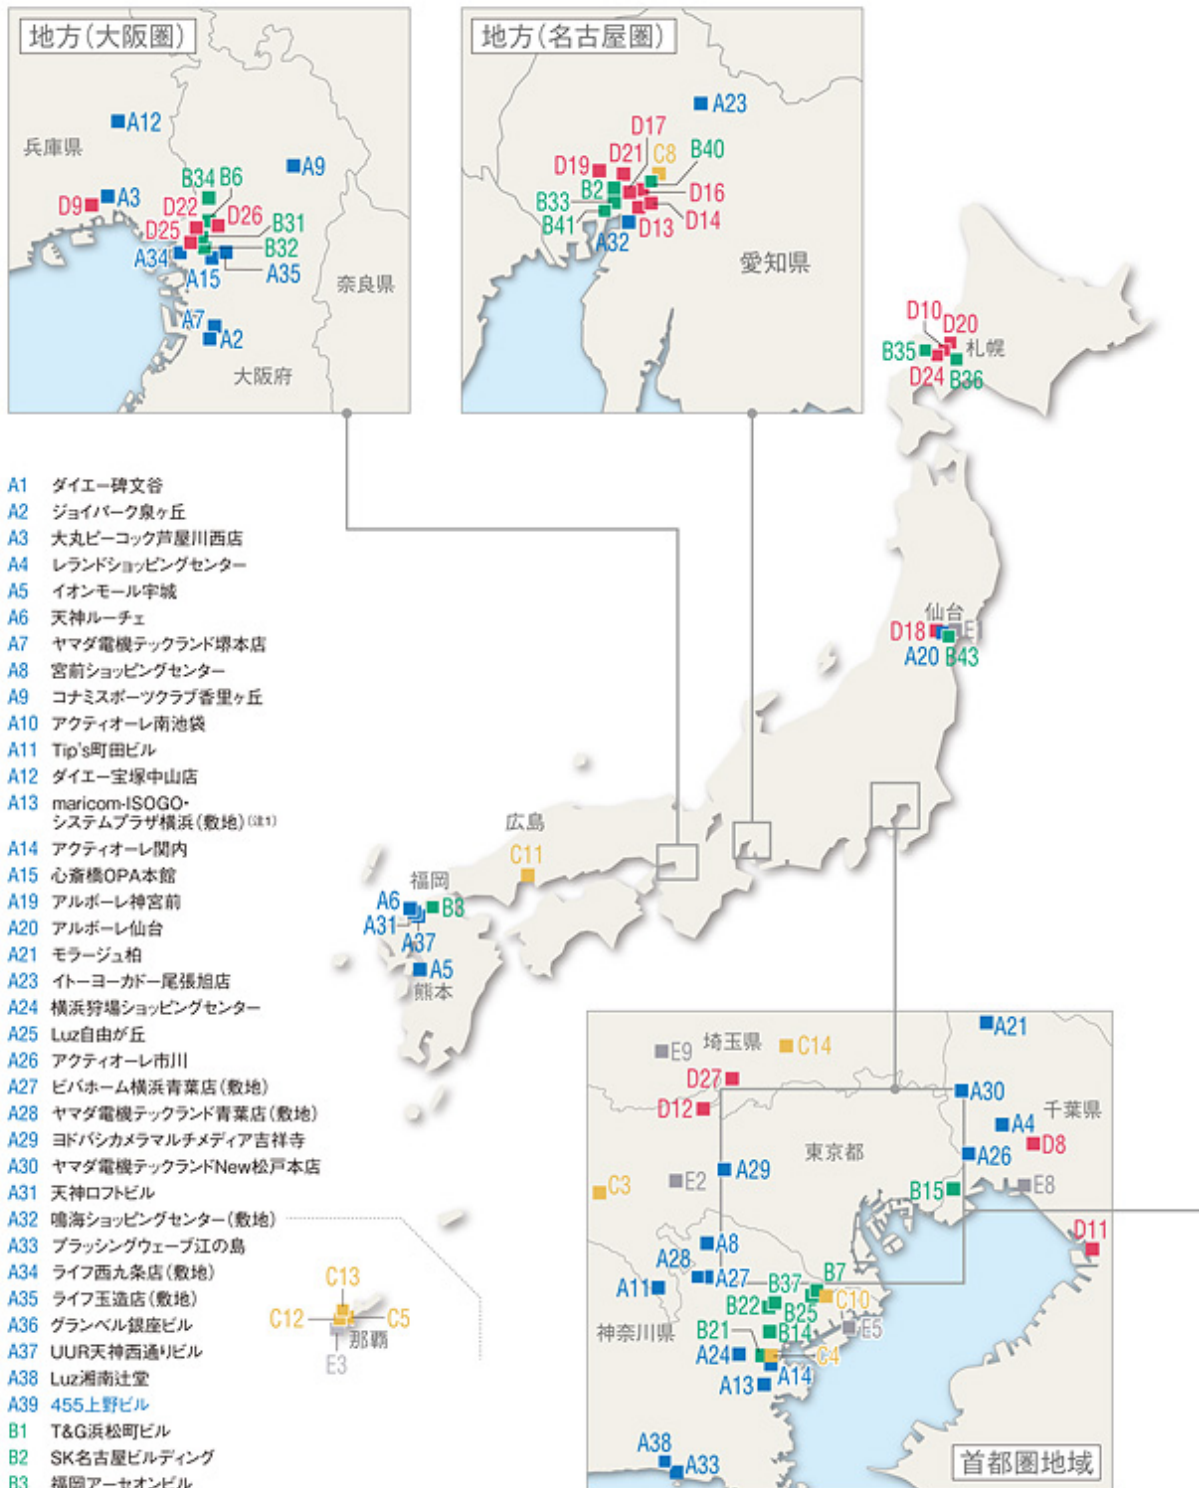 地方(大阪圏)
A12
兵庫県
A9
B34
B6
D9
A3
D22
D26
D25
B31
B32
A34
A15
A35
奈良県
A7
A2
大阪府
地方(名古屋圏)
A23
D17
D19
D21
C8
B40
B2
D16
B33
B41
D14
D13
A32
愛知県
D10
D20
B35
札幌
D24
B36
仙台
D18
E1
A20
B43
広島
C11
福岡
A6
B3
A31
A37
A5
熊本
A1 ダイエー碑文谷
A2 ジョイパーク泉ヶ丘
A3 大丸ピーコック芦屋川西店
A4 レランドショッピングセンター
A5 イオンモール宇城
A6 天神ルーチェ
A7 ヤマダ電機テックランド堺本店
A8 宮前ショッピングセンター
A9 コナミスポーツクラブ香里ヶ丘
A10 アクティオーレ南池袋
A11 Tip's町田ビル
A12 ダイエー宝塚中山店
A13 maricom-ISOGO・
システムプラザ横浜(敷地)(注1)
A14 アクティオーレ関内
A15 心斎橋OPA本館
A19 アルボーレ神宮前
A20 アルボーレ仙台
A21 モラージュ柏
A23 イトーヨーカドー尾張旭店
A24 横浜狩場ショッピングセンター
A25 Luz自由が丘
A26 アクティオーレ市川
A27 ビバホーム横浜青葉店(敷地)
A28 ヤマダ電機テックランド青葉店(敷地)
A29 ヨドバシカメラマルチメディア吉祥寺
A30 ヤマダ電機テックランドNew松戸本店
A31 天神ロフトビル
A32 鳴海ショッピングセンター(敷地)
A33 プラッシングウェーブ江の島
A34 ライフ西九条店(敷地)
A35 ライフ玉造店(敷地)
A36 グランベル銀座ビル
A37 UUR天神西通りビル
A38 Luz湘南辻堂
A39 455上野ビル
B1 T&G浜松町ビル
B2 SK名古屋ビルディング
B3 福岡アーセオンビル
C13
C12
C5
那覇
E3
A21
E9
埼玉県
C14
D27
A30
D12
千葉県
A4
東京都
D8
A26
A29
C3
E2
B15
E8
D11
A8
A28
A27
A11
B37
B7
C10
B22
B25
神奈川県
B21
B14
E5
A24
C4
A14
A13
A38
A33
首都圏地域